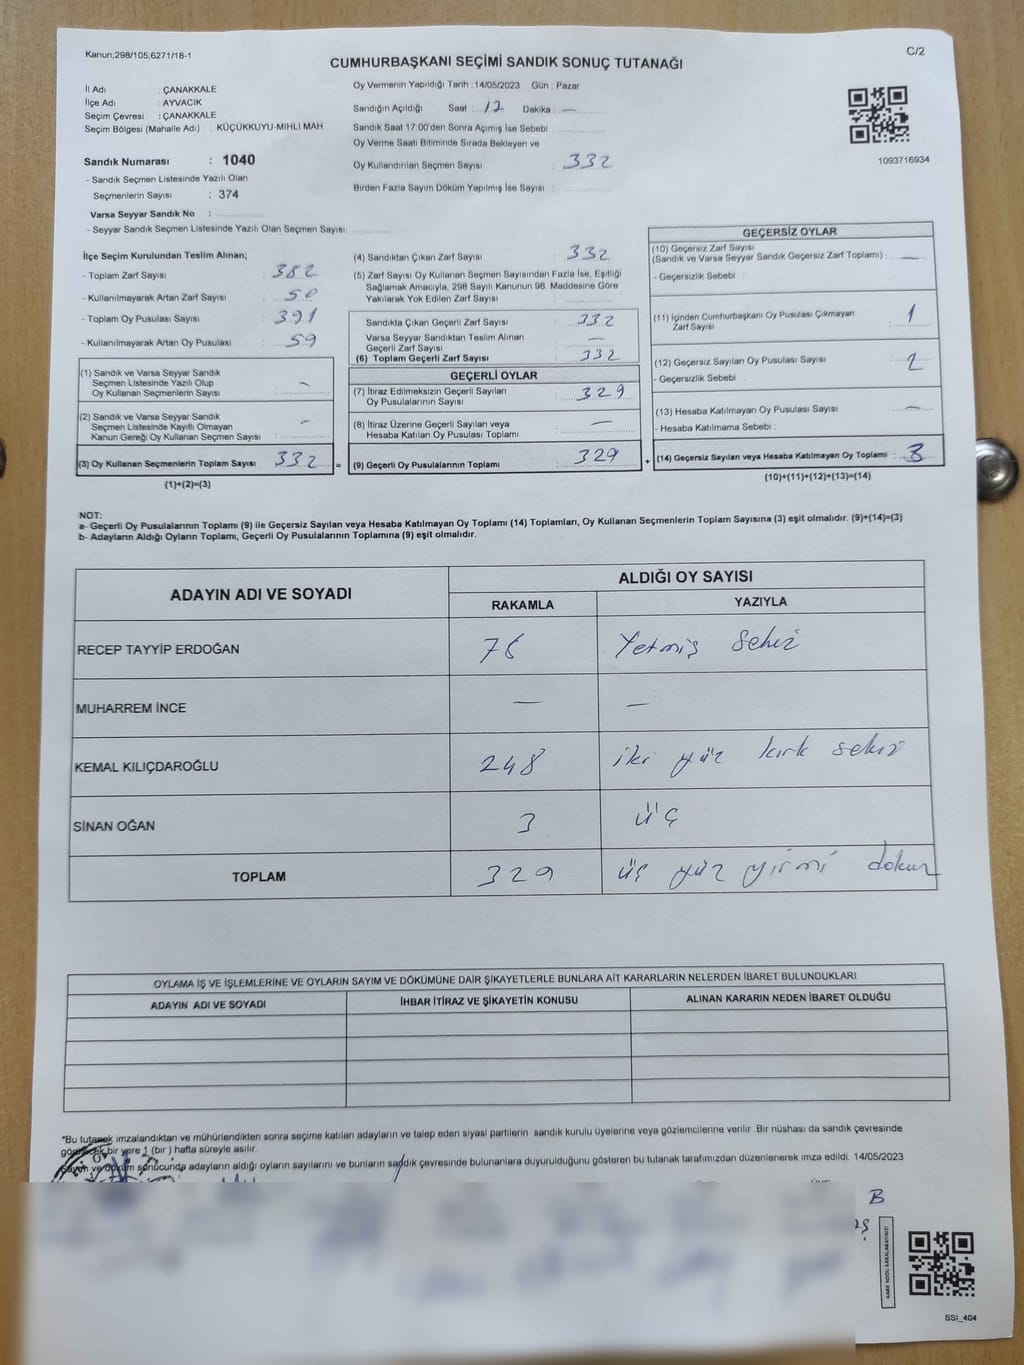 Kanun;298/105,6271/18-1
C/2
CUMHURBAŞKANI SEÇİMİ SANDIK SONUÇ TUTANAĞI
İl Adı : ÇANAKKALE
İlçe Adı : AYVACIK
Seçim Çevresi : ÇANAKKALE
Seçim Bölgesi (Mahalle Adı) : KÜÇÜKKUYU-MIHLI MAH.
Sandık Numarası : 1040
- Sandık Seçmen Listesinde Yazılı Olan
Seçmenlerin Sayısı : 374
Varsa Seyyar Sandık No :
- Seyyar Sandık Seçmen Listesinde Yazılı Olan Seçmen Sayısı:
Oy Vermenin Yapıldığı Tarih : 14/05/2023 Gün : Pazar
Sandığın Açıldığı Saat : 17 Dakika : —
Sandık Saat 17:00'den Sonra Açımış İse Sebebi :
Oy Verme Saati Bitiminde Sırada Bekleyen ve
Oy Kullandırılan Seçmen Sayısı : 332
Birden Fazla Sayım Döküm Yapılmış İse Sayısı :
1093716934
İlçe Seçim Kurulundan Teslim Alınan;
- Toplam Zarf Sayısı : 382
- Kullanılmayarak Artan Zarf Sayısı : 50
- Toplam Oy Pusulası Sayısı : 391
- Kullanılmayarak Artan Oy Pusulası : 59
(1) Sandık ve Varsa Seyyar Sandık
Seçmen Listesinde Yazılı Olup
Oy Kullanan Seçmenlerin Sayısı : —
(2) Sandık ve Varsa Seyyar Sandık
Seçmen Listesinde Kayıtlı Olmayan
Kanun Gereği Oy Kullanan Seçmen Sayısı : —
(3) Oy Kullanan Seçmenlerin Toplam Sayısı : 332 =
(1)+(2)=(3)
(4) Sandıktan Çıkan Zarf Sayısı : 332
(5) Zarf Sayısı Oy Kullanan Seçmen Sayısından Fazla İse, Eşitliği
Sağlamak Amacıyla, 298 Sayılı Kanunun 98. Maddesine Göre
Yakılarak Yok Edilen Zarf Sayısı :
Sandıkta Çıkan Geçerli Zarf Sayısı : 332
Varsa Seyyar Sandıktan Teslim Alınan
Geçerli Zarf Sayısı : —
(6) Toplam Geçerli Zarf Sayısı : 332
GEÇERLİ OYLAR
(7) İtiraz Edilmeksizin Geçerli Sayılan
Oy Pusulalarının Sayısı : 329
(8) İtiraz Üzerine Geçerli Sayılan veya
Hesaba Katılan Oy Pusulası Toplamı : —
(9) Geçerli Oy Pusulalarının Toplamı : 329 +
GEÇERSİZ OYLAR
(10) Geçersiz Zarf Sayısı
(Sandık ve Varsa Seyyar Sandık Geçersiz Zarf Toplamı) : —
- Geçersizlik Sebebi :
(11) İçinden Cumhurbaşkanı Oy Pusulası Çıkmayan
Zarf Sayısı : 1
(12) Geçersiz Sayılan Oy Pusulası Sayısı : 2
- Geçersizlik Sebebi :
(13) Hesaba Katılmayan Oy Pusulası Sayısı : —
- Hesaba Katılmama Sebebi :
(14) Geçersiz Sayılan veya Hesaba Katılmayan Oy Toplamı : 3
(10)+(11)+(12)+(13)=(14)
NOT:
a- Geçerli Oy Pusulalarının Toplamı (9) ile Geçersiz Sayılan veya Hesaba Katılmayan Oy Toplamı (14) Toplamları, Oy Kullanan Seçmenlerin Toplam Sayısına (3) eşit olmalıdır. (9)+(14)=(3)
b- Adayların Aldığı Oyların Toplamı, Geçerli Oy Pusulalarının Toplamına (9) eşit olmalıdır.
ADAYIN ADI VE SOYADI
ALDIĞI OY SAYISI
RAKAMLA YAZIYLA
RECEP TAYYİP ERDOĞAN 78 Yetmiş Sekiz
MUHARREM İNCE — —
KEMAL KILIÇDAROĞLU 248 iki yüz kırk sekiz
SİNAN OĞAN 3 üç
TOPLAM 329 üç yüz yirmi dokuz
OYLAMA İŞ VE İŞLEMLERİNE VE OYLARIN SAYIM VE DÖKÜMÜNE DAİR ŞİKAYETLERLE BUNLARA AİT KARARLARIN NELERDEN İBARET BULUNDUKLARI
ADAYIN ADI VE SOYADI İHBAR İTİRAZ VE ŞİKAYETİN KONUSU ALINAN KARARIN NEDEN İBARET OLDUĞU
*Bu tutanak imzalandıktan ve mühürlendikten sonra seçime katılan adayların ve talep eden siyasi partilerin sandık kurulu üyelerine veya gözlemcilerine verilir .Bir nüshası da sandık çevresinde
görülecek bir yere 1 (bir ) hafta süreyle asılır.
Sayım ve döküm sonucunda adayların aldığı oyların sayılarını ve bunların sandık çevresinde bulunanlara duyurulduğunu gösteren bu tutanak tarafımızdan düzenlenerek imza edildi. 14/05/2023
B
KARE KODU KARALAMAYINIZ!
SSI_404